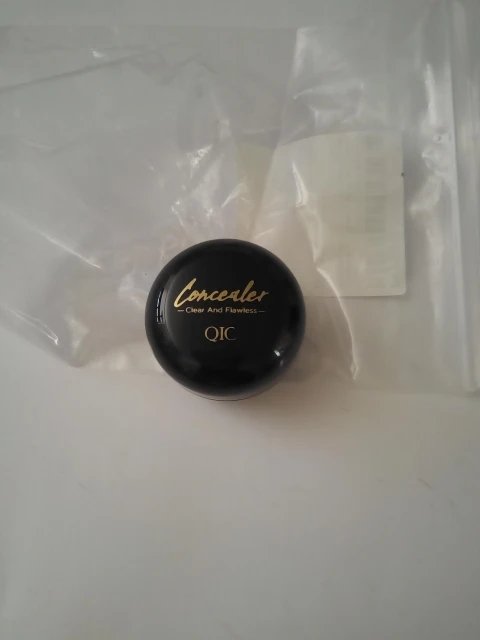 Concealer
— Clear And Flawless —
QIC